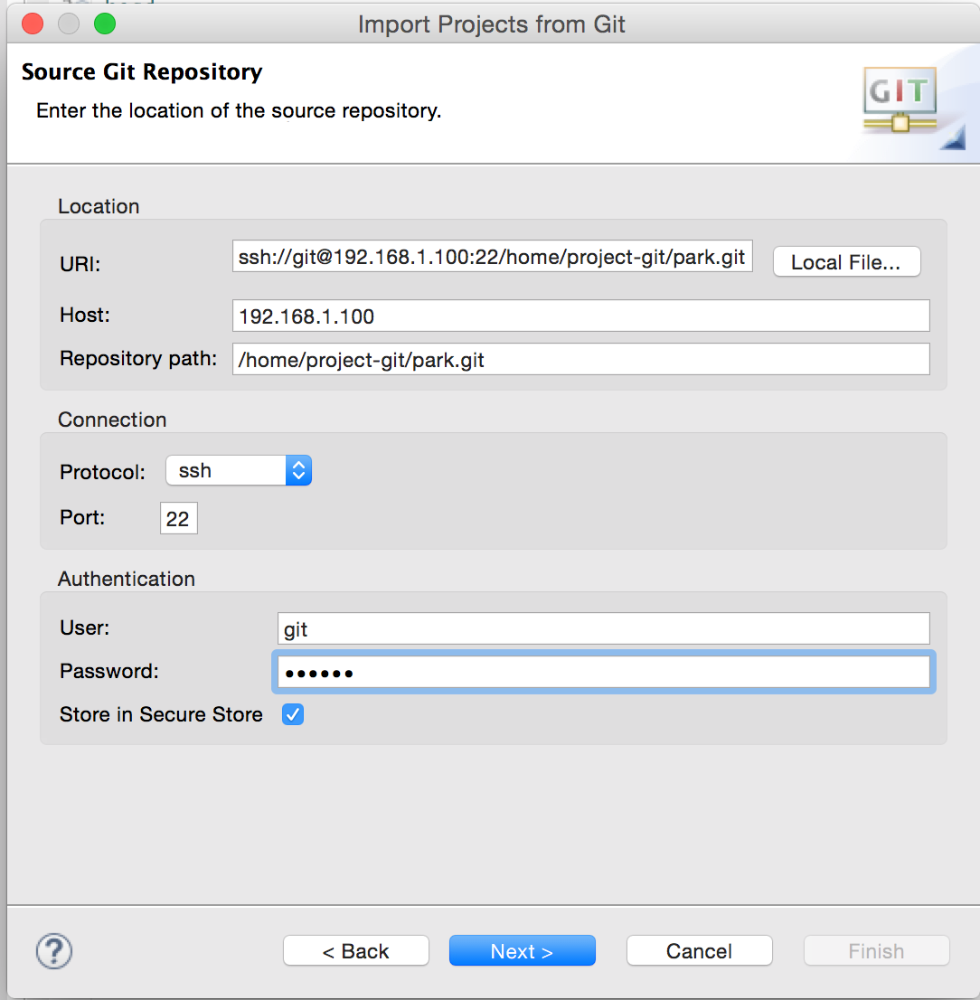 Import Projects from Git
Source Git Repository
Enter the location of the source repository.
GIT
Location
URI: ssh://git@192.168.1.100:22/home/project-git/park.git Local File...
Host: 192.168.1.100
Repository path: /home/project-git/park.git
Connection
Protocol: ssh
Port: 22
Authentication
User: git
Password: ••••••
Store in Secure Store
? < Back Next > Cancel Finish